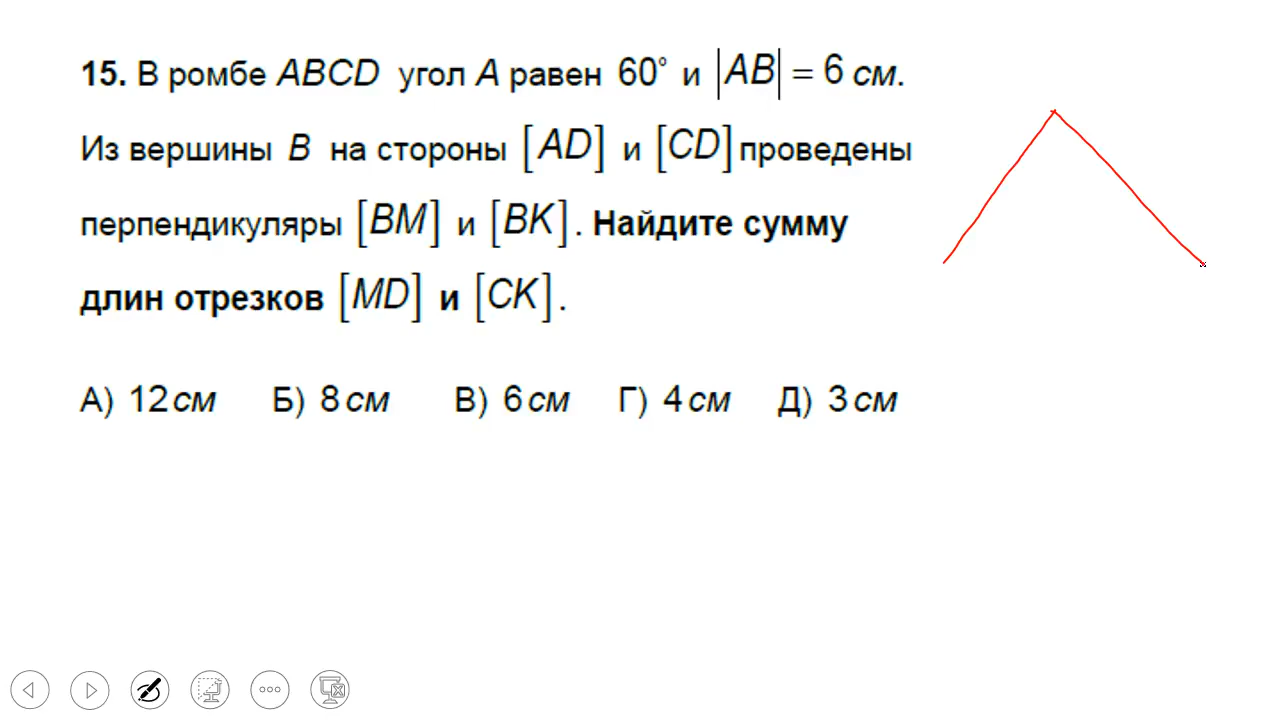 15. В ромбе ABCD угол A равен 60° и |AB| = 6 см.
Из вершины B на стороны [AD] и [CD] проведены
перпендикуляры [BM] и [BK]. Найдите сумму
длин отрезков [MD] и [CK].
А) 12 см Б) 8 см В) 6 см Г) 4 см Д) 3 см